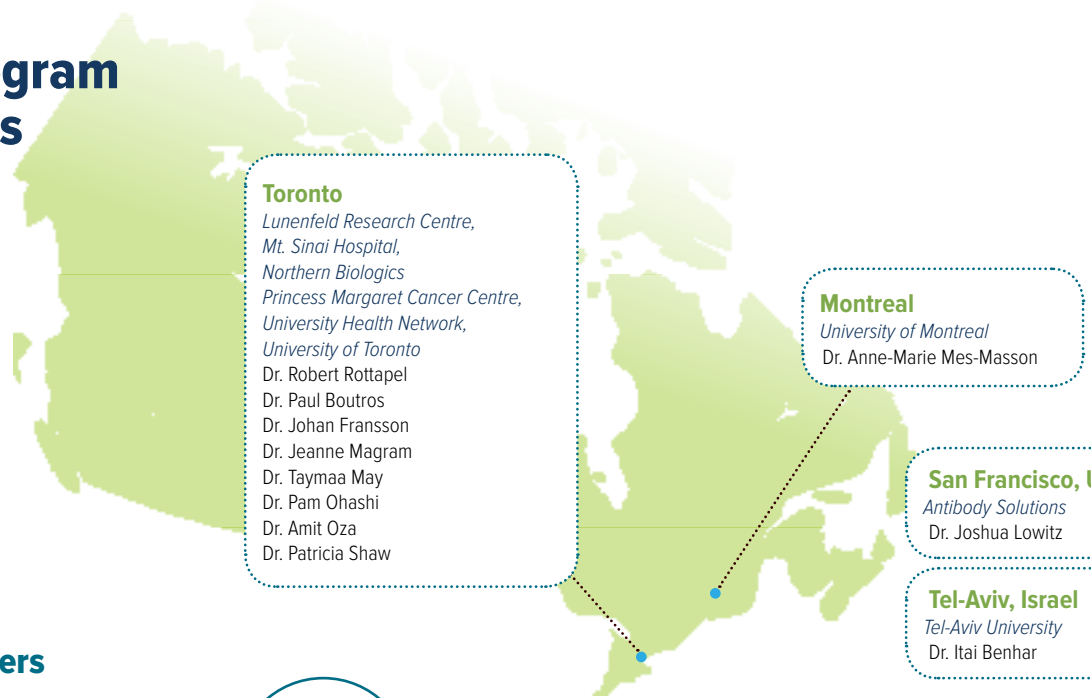 gram
s
Toronto
Lunenfeld Research Centre,
Mt. Sinai Hospital,
Northern Biologics
Princess Margaret Cancer Centre,
University Health Network,
University of Toronto
Dr. Robert Rottapel
Dr. Paul Boutros
Dr. Johan Fransson
Dr. Jeanne Magram
Dr. Taymaa May
Dr. Pam Ohashi
Dr. Amit Oza
Dr. Patricia Shaw
Montreal
University of Montreal
Dr. Anne-Marie Mes-Masson
San Francisco, U
Antibody Solutions
Dr. Joshua Lowitz
Tel-Aviv, Israel
Tel-Aviv University
Dr. Itai Benhar
ers